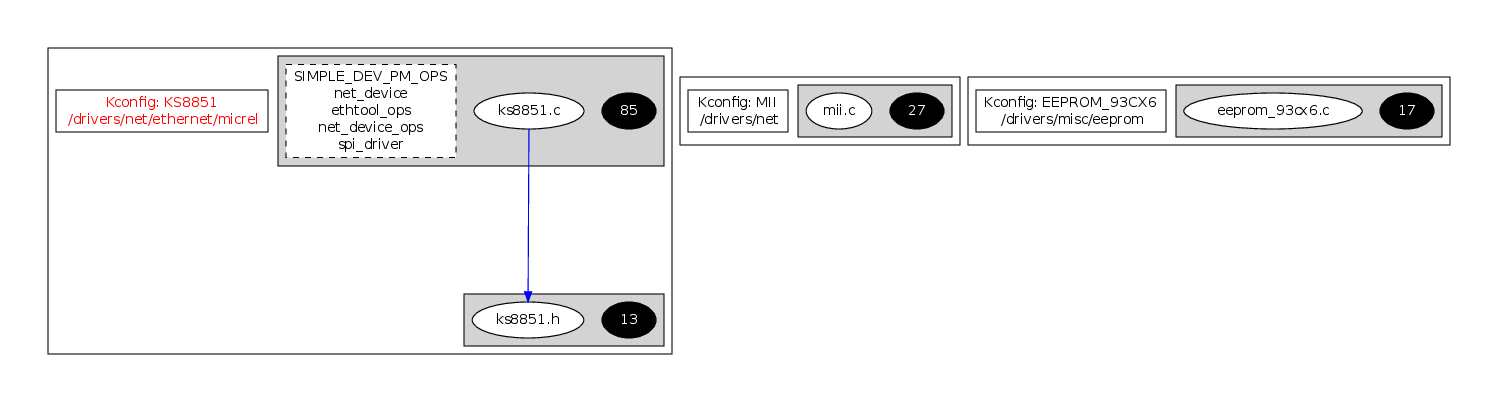 Kconfig: KS8851
/drivers/net/ethernet/micrel
SIMPLE_DEV_PM_OPS
net_device
ethtool_ops
net_device_ops
spi_driver
ks8851.c
85
ks8851.h
13
Kconfig: MII
/drivers/net
mii.c
27
Kconfig: EEPROM_93CX6
/drivers/misc/eeprom
eeprom_93cx6.c
17